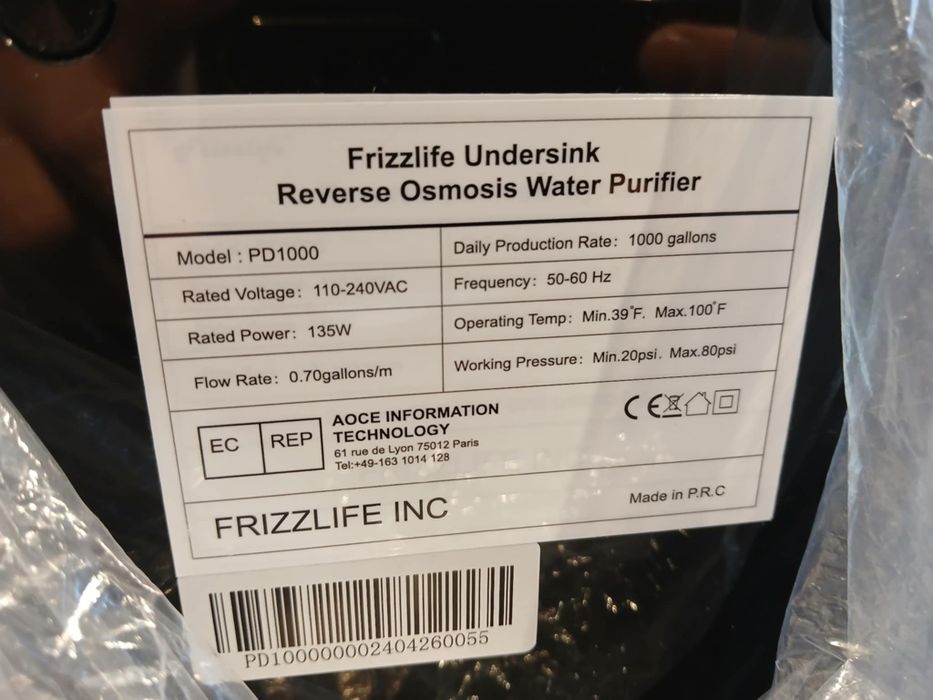 Frizzlife Undersink
Reverse Osmosis Water Purifier
Model : PD1000
Daily Production Rate: 1000 gallons
Rated Voltage: 110-240VAC
Frequency: 50-60 Hz
Rated Power: 135W
Operating Temp: Min.39°F. Max.100°F
Flow Rate: 0.70gallons/m
Working Pressure: Min.20psi. Max.80psi
EC REP
AOCE INFORMATION
TECHNOLOGY
61 rue de Lyon 75012 Paris
Tel:+49-163 1014 128
CE
FRIZZLIFE INC
Made in P.R.C
PD100000002404260055